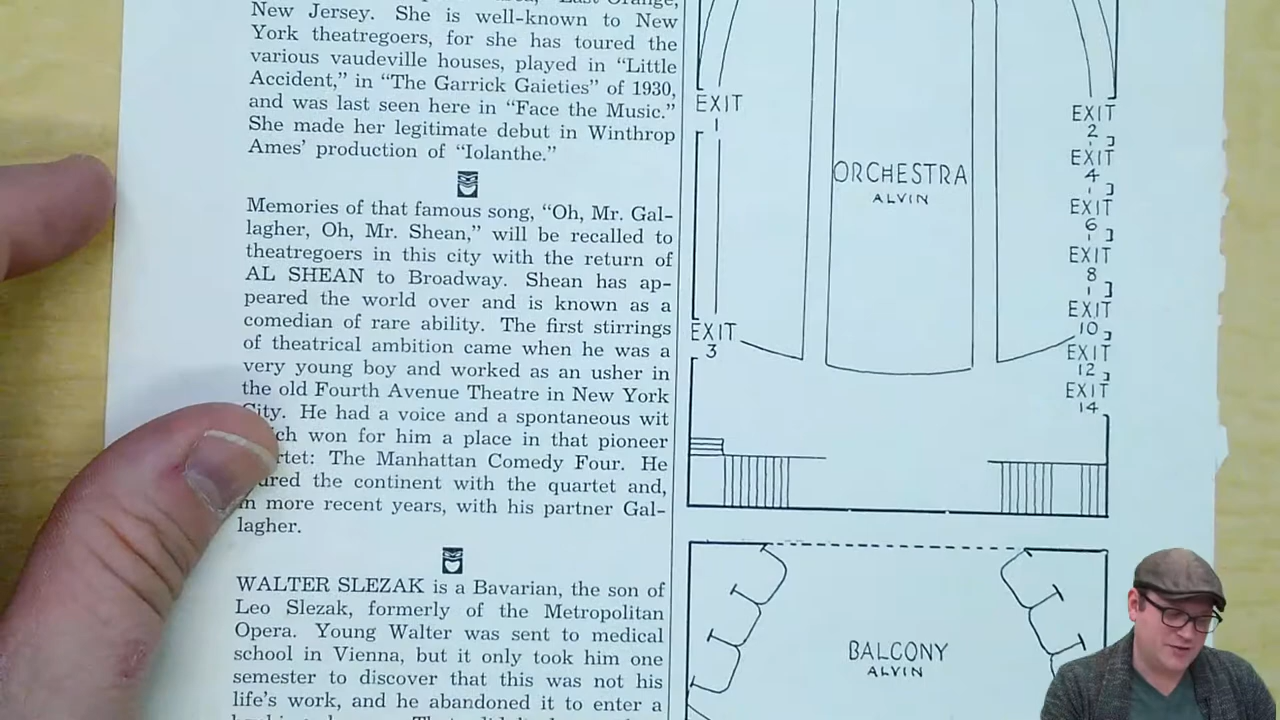 East Orange,
New Jersey. She is well-known to New
York theatregoers, for she has toured the
various vaudeville houses, played in “Little
Accident,” in “The Garrick Gaieties” of 1930,
and was last seen here in “Face the Music.”
She made her legitimate debut in Winthrop
Ames’ production of “Iolanthe.”
Memories of that famous song, “Oh, Mr. Gal-
lagher, Oh, Mr. Shean,” will be recalled to
theatregoers in this city with the return of
AL SHEAN to Broadway. Shean has ap-
peared the world over and is known as a
comedian of rare ability. The first stirrings
of theatrical ambition came when he was a
very young boy and worked as an usher in
the old Fourth Avenue Theatre in New York
City. He had a voice and a spontaneous wit
won for him a place in that pioneer
The Manhattan Comedy Four. He
the continent with the quartet and,
in more recent years, with his partner Gal-
lagher.
WALTER SLEZAK is a Bavarian, the son of
Leo Slezak, formerly of the Metropolitan
Opera. Young Walter was sent to medical
school in Vienna, but it only took him one
semester to discover that this was not his
life’s work, and he abandoned it to enter a
EXIT
1
EXIT
3
ORCHESTRA
ALVIN
EXIT
2
EXIT
4
EXIT
6
EXIT
8
EXIT
10
EXIT
12
EXIT
14
BALCONY
ALVIN